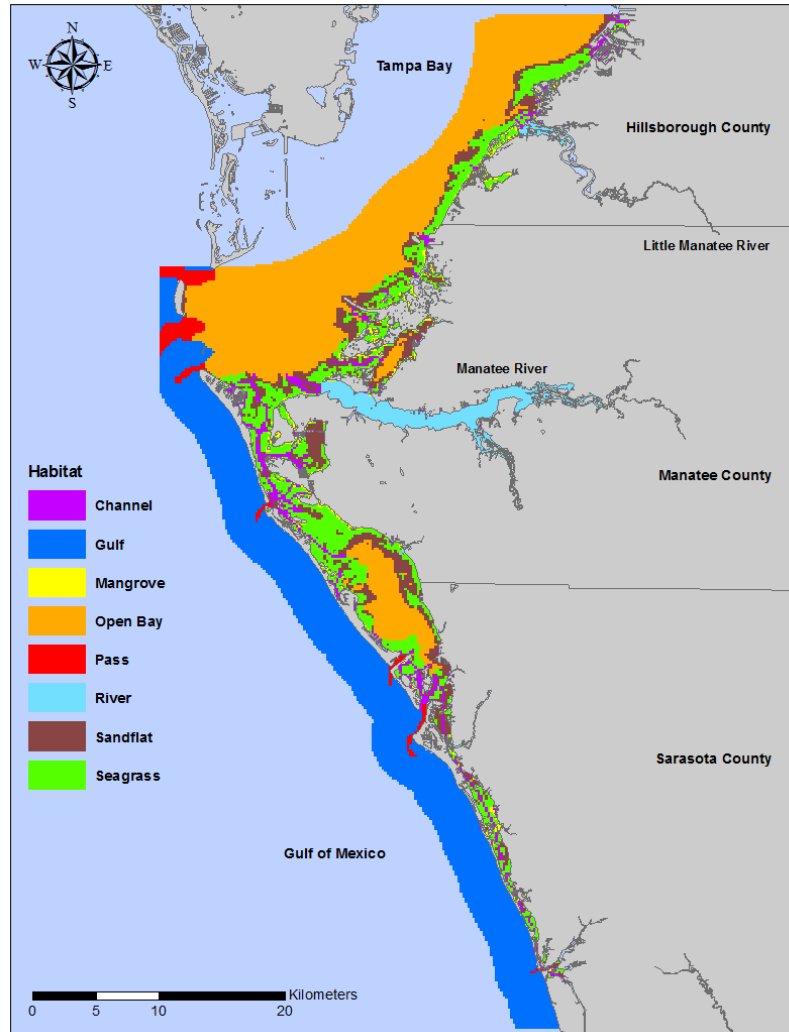 N
W E
S
Tampa Bay
Hillsborough County
Little Manatee River
Manatee River
Manatee County
Habitat
Channel
Gulf
Mangrove
Open Bay
Pass
River
Sandflat
Seagrass
Sarasota County
Gulf of Mexico
Kilometers
0 5 10 20